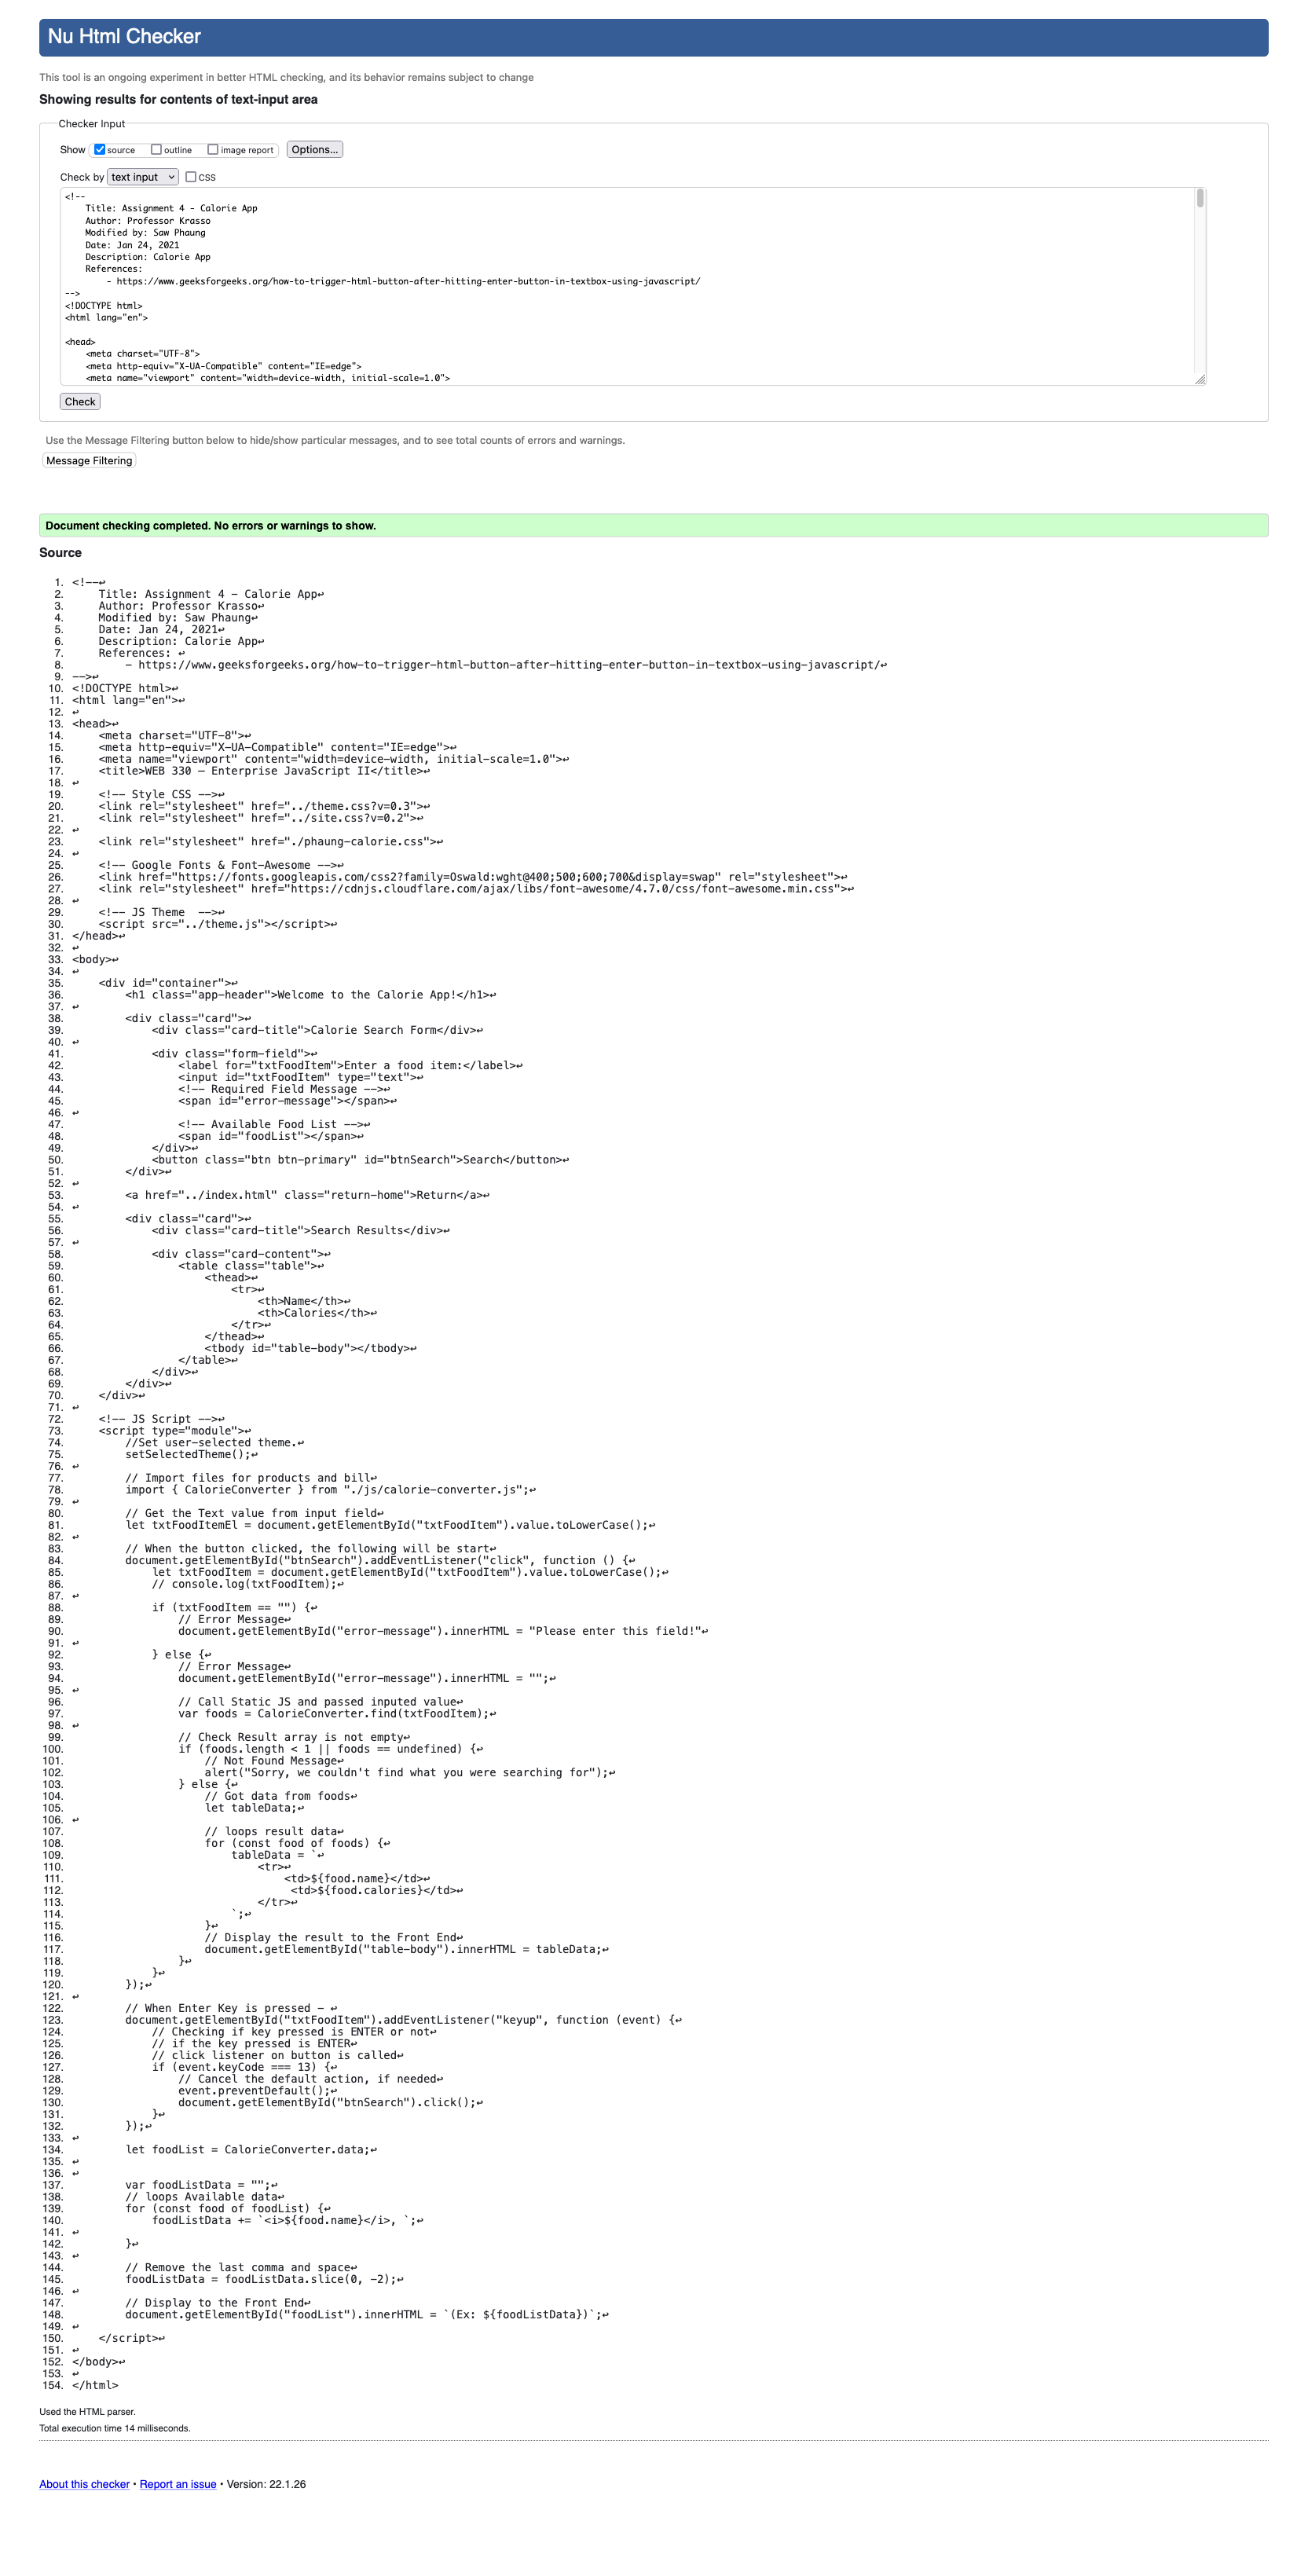 Nu Html Checker
This tool is an ongoing experiment in better HTML checking, and its behavior remains subject to change
Showing results for contents of text-input area
Checker Input
Show source outline image report Options...
Check by text input CSS
<!--
    Title: Assignment 4 - Calorie App
    Author: Professor Krasso
    Modified by: Saw Phaung
    Date: Jan 24, 2021
    Description: Calorie App
    References:
        - https://www.geeksforgeeks.org/how-to-trigger-html-button-after-hitting-enter-button-in-textbox-using-javascript/
-->
<!DOCTYPE html>
<html lang="en">

<head>
    <meta charset="UTF-8">
    <meta http-equiv="X-UA-Compatible" content="IE=edge">
    <meta name="viewport" content="width=device-width, initial-scale=1.0">
Check
Use the Message Filtering button below to hide/show particular messages, and to see total counts of errors and warnings.
Message Filtering
Document checking completed. No errors or warnings to show.
Source
1. <!--↩
2.     Title: Assignment 4 - Calorie App↩
3.     Author: Professor Krasso↩
4.     Modified by: Saw Phaung↩
5.     Date: Jan 24, 2021↩
6.     Description: Calorie App↩
7.     References: ↩
8.         - https://www.geeksforgeeks.org/how-to-trigger-html-button-after-hitting-enter-button-in-textbox-using-javascript/↩
9. -->↩
10. <!DOCTYPE html>↩
11. <html lang="en">↩
12. ↩
13. <head>↩
14.     <meta charset="UTF-8">↩
15.     <meta http-equiv="X-UA-Compatible" content="IE=edge">↩
16.     <meta name="viewport" content="width=device-width, initial-scale=1.0">↩
17.     <title>WEB 330 – Enterprise JavaScript II</title>↩
18. ↩
19.     <!-- Style CSS -->↩
20.     <link rel="stylesheet" href="../theme.css?v=0.3">↩
21.     <link rel="stylesheet" href="../site.css?v=0.2">↩
22. ↩
23.     <link rel="stylesheet" href="./phaung-calorie.css">↩
24. ↩
25.     <!-- Google Fonts & Font-Awesome -->↩
26.     <link href="https://fonts.googleapis.com/css2?family=Oswald:wght@400;500;600;700&display=swap" rel="stylesheet">↩
27.     <link rel="stylesheet" href="https://cdnjs.cloudflare.com/ajax/libs/font-awesome/4.7.0/css/font-awesome.min.css">↩
28. ↩
29.     <!-- JS Theme  -->↩
30.     <script src="../theme.js"></script>↩
31. </head>↩
32. ↩
33. <body>↩
34. ↩
35.     <div id="container">↩
36.         <h1 class="app-header">Welcome to the Calorie App!</h1>↩
37. ↩
38.         <div class="card">↩
39.             <div class="card-title">Calorie Search Form</div>↩
40. ↩
41.             <div class="form-field">↩
42.                 <label for="txtFoodItem">Enter a food item:</label>↩
43.                 <input id="txtFoodItem" type="text">↩
44.                 <!-- Required Field Message -->↩
45.                 <span id="error-message"></span>↩
46. ↩
47.                 <!-- Available Food List -->↩
48.                 <span id="foodList"></span>↩
49.             </div>↩
50.             <button class="btn btn-primary" id="btnSearch">Search</button>↩
51.         </div>↩
52. ↩
53.         <a href="../index.html" class="return-home">Return</a>↩
54. ↩
55.         <div class="card">↩
56.             <div class="card-title">Search Results</div>↩
57. ↩
58.             <div class="card-content">↩
59.                 <table class="table">↩
60.                     <thead>↩
61.                         <tr>↩
62.                             <th>Name</th>↩
63.                             <th>Calories</th>↩
64.                         </tr>↩
65.                     </thead>↩
66.                     <tbody id="table-body"></tbody>↩
67.                 </table>↩
68.             </div>↩
69.         </div>↩
70.     </div>↩
71. ↩
72.     <!-- JS Script -->↩
73.     <script type="module">↩
74.         //Set user-selected theme.↩
75.         setSelectedTheme();↩
76. ↩
77.         // Import files for products and bill↩
78.         import { CalorieConverter } from "./js/calorie-converter.js";↩
79. ↩
80.         // Get the Text value from input field↩
81.         let txtFoodItemEl = document.getElementById("txtFoodItem").value.toLowerCase();↩
82. ↩
83.         // When the button clicked, the following will be start↩
84.         document.getElementById("btnSearch").addEventListener("click", function () {↩
85.             let txtFoodItem = document.getElementById("txtFoodItem").value.toLowerCase();↩
86.             // console.log(txtFoodItem);↩
87. ↩
88.             if (txtFoodItem == "") {↩
89.                 // Error Message↩
90.                 document.getElementById("error-message").innerHTML = "Please enter this field!"↩
91. ↩
92.             } else {↩
93.                 // Error Message↩
94.                 document.getElementById("error-message").innerHTML = "";↩
95. ↩
96.                 // Call Static JS and passed inputed value↩
97.                 var foods = CalorieConverter.find(txtFoodItem);↩
98. ↩
99.                 // Check Result array is not empty↩
100.                 if (foods.length < 1 || foods == undefined) {↩
101.                     // Not Found Message↩
102.                     alert("Sorry, we couldn't find what you were searching for");↩
103.                 } else {↩
104.                     // Got data from foods↩
105.                     let tableData;↩
106. ↩
107.                     // loops result data↩
108.                     for (const food of foods) {↩
109.                         tableData = `↩
110.                             <tr>↩
111.                                 <td>${food.name}</td>↩
112.                                  <td>${food.calories}</td>↩
113.                             </tr>↩
114.                         `;↩
115.                     }↩
116.                     // Display the result to the Front End↩
117.                     document.getElementById("table-body").innerHTML = tableData;↩
118.                 }↩
119.             }↩
120.         });↩
121. ↩
122.         // When Enter Key is pressed - ↩
123.         document.getElementById("txtFoodItem").addEventListener("keyup", function (event) {↩
124.             // Checking if key pressed is ENTER or not↩
125.             // if the key pressed is ENTER↩
126.             // click listener on button is called↩
127.             if (event.keyCode === 13) {↩
128.                 // Cancel the default action, if needed↩
129.                 event.preventDefault();↩
130.                 document.getElementById("btnSearch").click();↩
131.             }↩
132.         });↩
133. ↩
134.         let foodList = CalorieConverter.data;↩
135. ↩
136. ↩
137.         var foodListData = "";↩
138.         // loops Available data↩
139.         for (const food of foodList) {↩
140.             foodListData += `<i>${food.name}</i>, `;↩
141. ↩
142.         }↩
143. ↩
144.         // Remove the last comma and space↩
145.         foodListData = foodListData.slice(0, -2);↩
146. ↩
147.         // Display to the Front End↩
148.         document.getElementById("foodList").innerHTML = `(Ex: ${foodListData})`;↩
149. ↩
150.     </script>↩
151. ↩
152. </body>↩
153. ↩
154. </html>
Used the HTML parser.
Total execution time 14 milliseconds.
About this checker • Report an issue • Version: 22.1.26